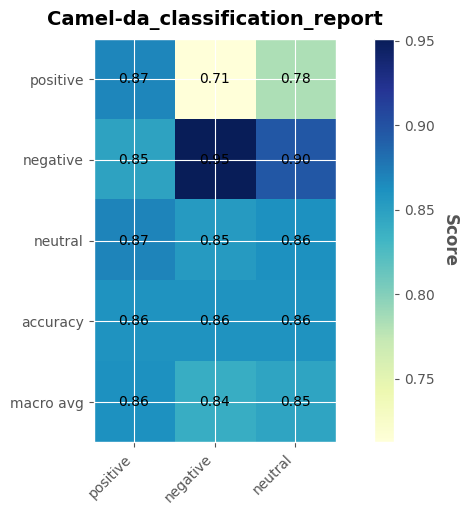 Camel-da_classification_report
positive 0.87 0.71 0.78
negative 0.85 0.95 0.90
neutral 0.87 0.85 0.86
accuracy 0.86 0.86 0.86
macro avg 0.86 0.84 0.85
positive negative neutral
0.95
0.90
0.85
0.80
0.75
Score